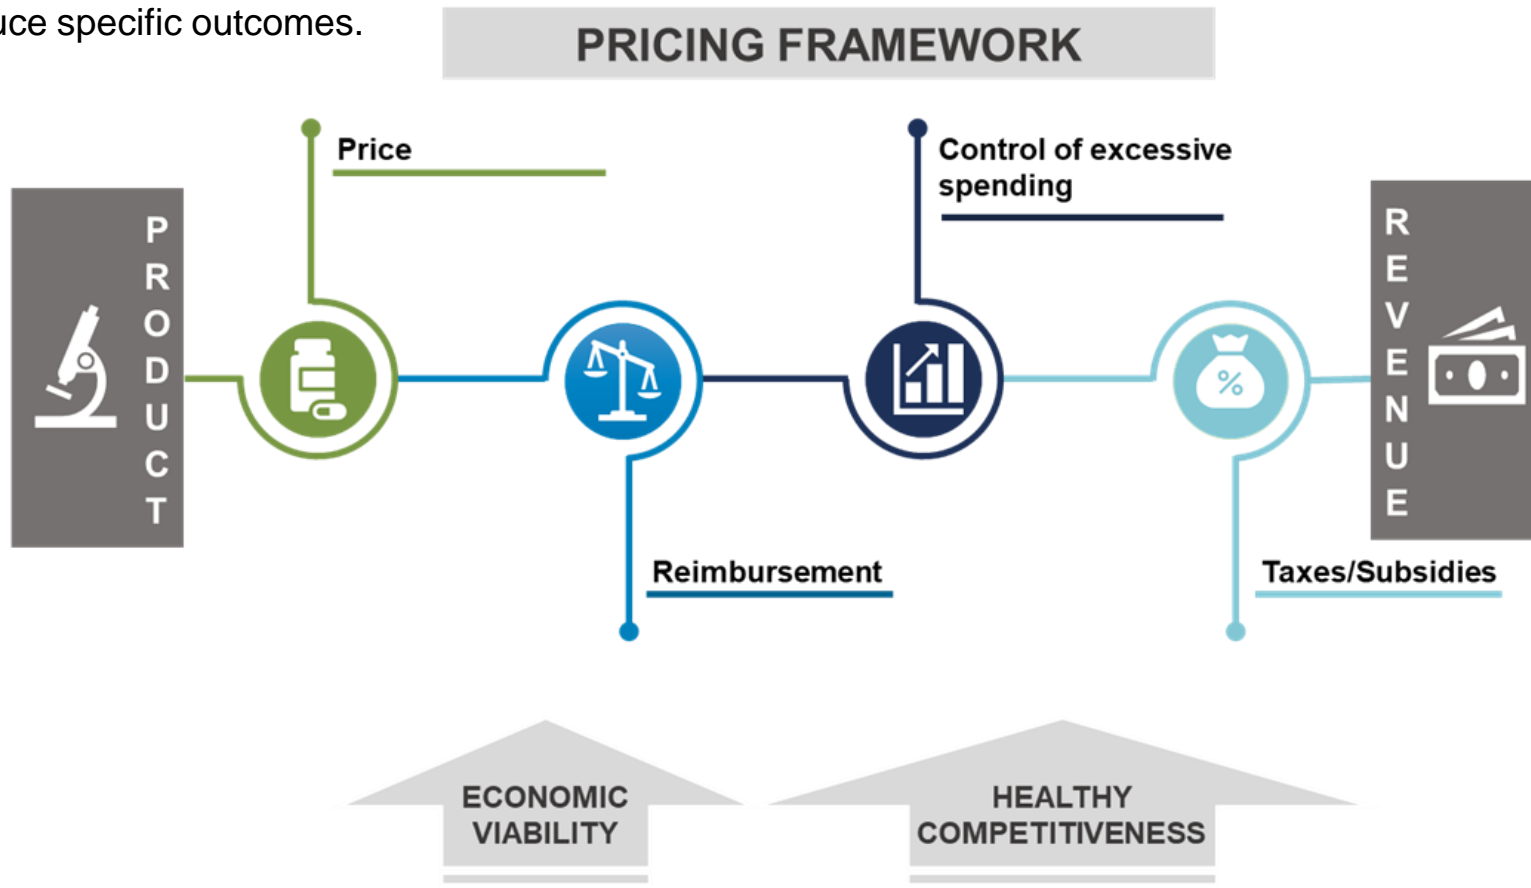 uce specific outcomes.
PRICING FRAMEWORK
Price
Control of excessive
spending
PRODUCT
REVENUE
%
Reimbursement
Taxes/Subsidies
ECONOMIC
VIABILITY
HEALTHY
COMPETITIVENESS